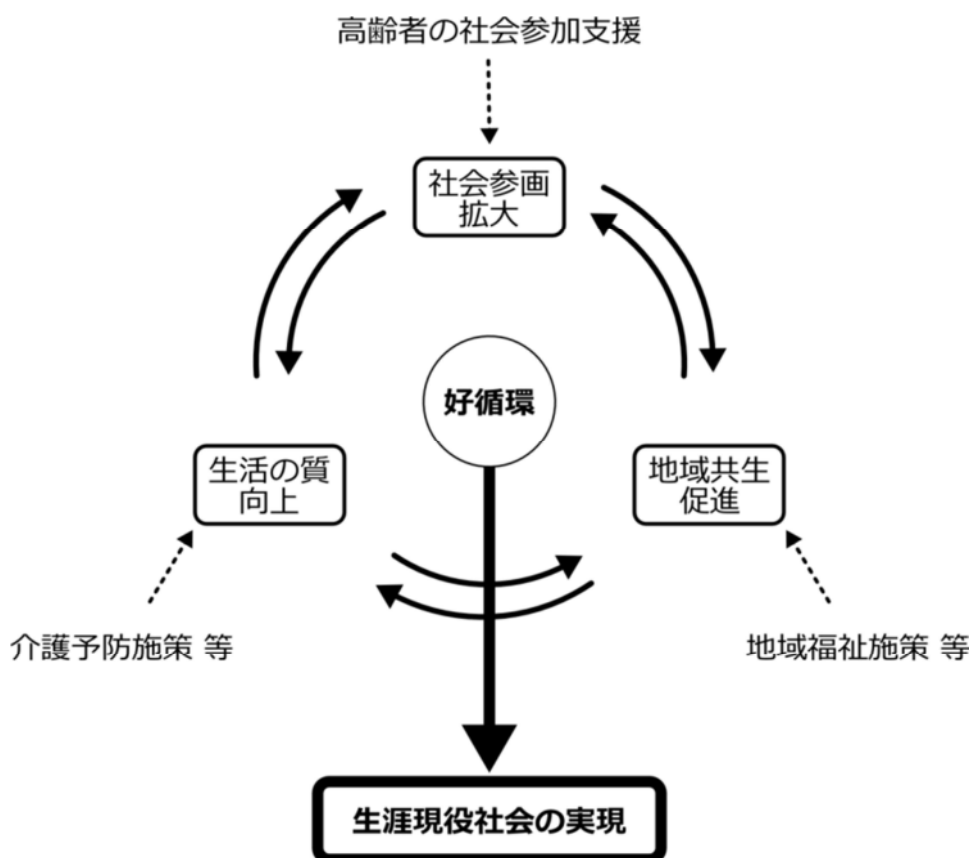 高齢者の社会参加支援
社会参画
拡大
好循環
生活の質
向上
地域共生
促進
介護予防施策 等
地域福祉施策 等
生涯現役社会の実現